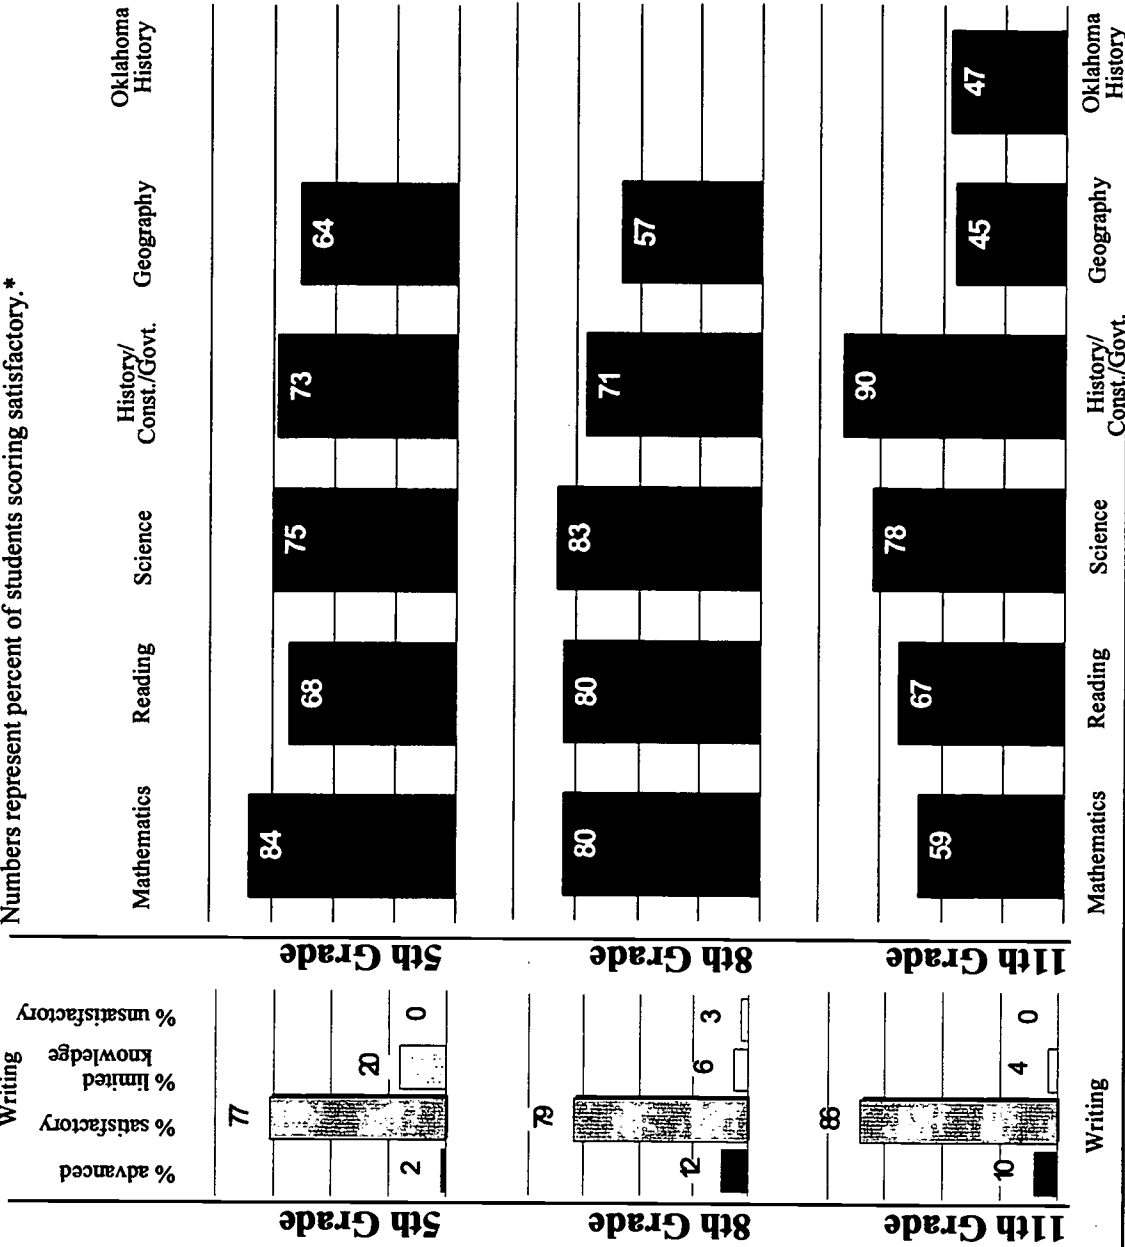 Numbers represent percent of students scoring satisfactory.*
Mathematics
Reading
Science
History/
Const./Govt.
Geography
Oklahoma
History
5th Grade
84
68
75
73
64
8th Grade
80
80
83
71
57
11th Grade
59
67
78
90
45
47
Mathematics
Reading
Science
History/
Const./Govt.
Geography
Oklahoma
History
Writing
% advanced
% satisfactory
% limited
knowledge
% unsatisfactory
5th Grade
2
77
20
0
8th Grade
12
79
6
3
11th Grade
10
86
4
0
Writing